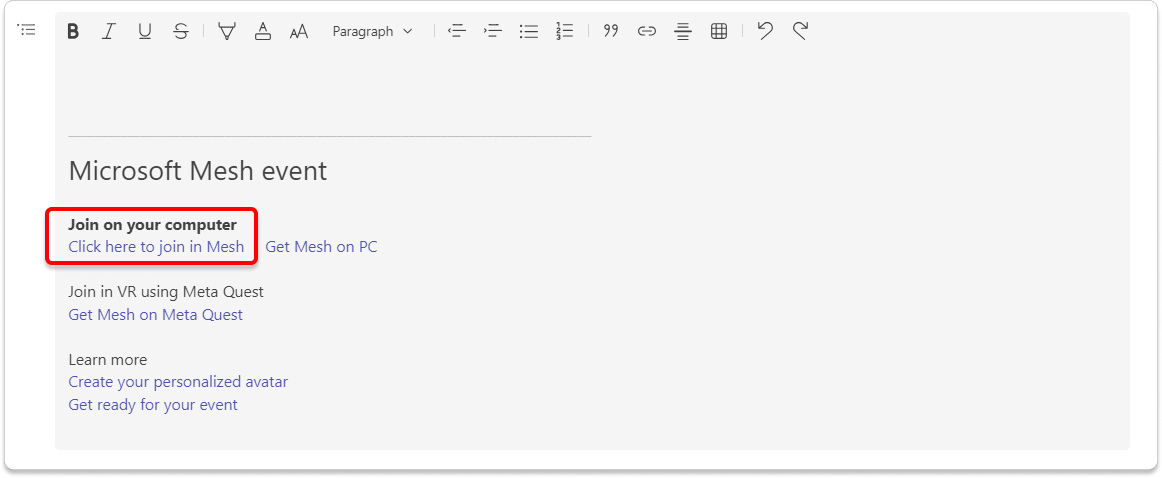 Paragraph
Microsoft Mesh event
Join on your computer
Click here to join in Mesh Get Mesh on PC
Join in VR using Meta Quest
Get Mesh on Meta Quest
Learn more
Create your personalized avatar
Get ready for your event